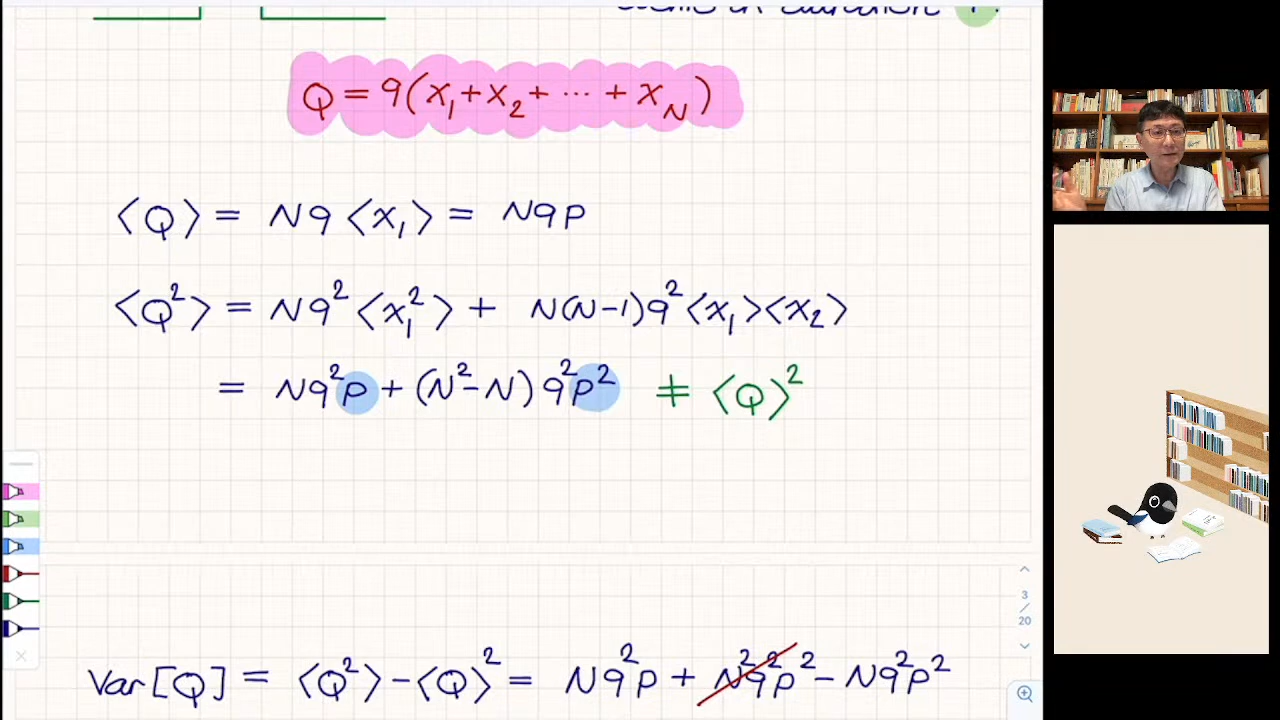 Q = q(x₁ + x₂ + ⋯ + x_N)
⟨Q⟩ = Nq⟨x₁⟩ = Nqp
⟨Q²⟩ = Nq²⟨x₁²⟩ + N(N-1)q²⟨x₁⟩⟨x₂⟩
= Nq²p + (N²-N)q²p² ≠ ⟨Q⟩²
3
/
20
Var[Q] = ⟨Q²⟩ - ⟨Q⟩² = Nq²p + N²q²p² - Nq²p²